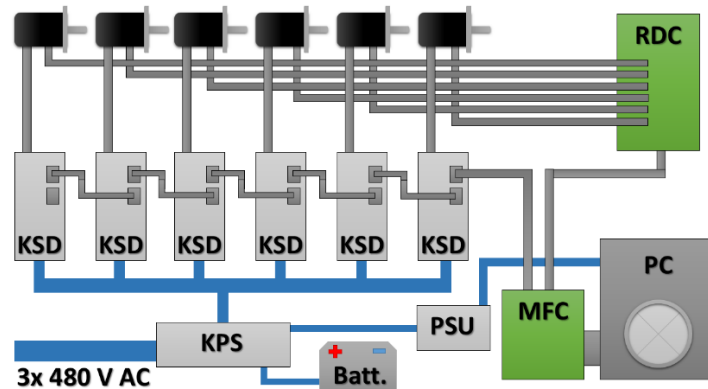 RDC
KSD
KSD
KSD
KSD
KSD
KSD
PC
MFC
PSU
KPS
3x 480 V AC
Batt.